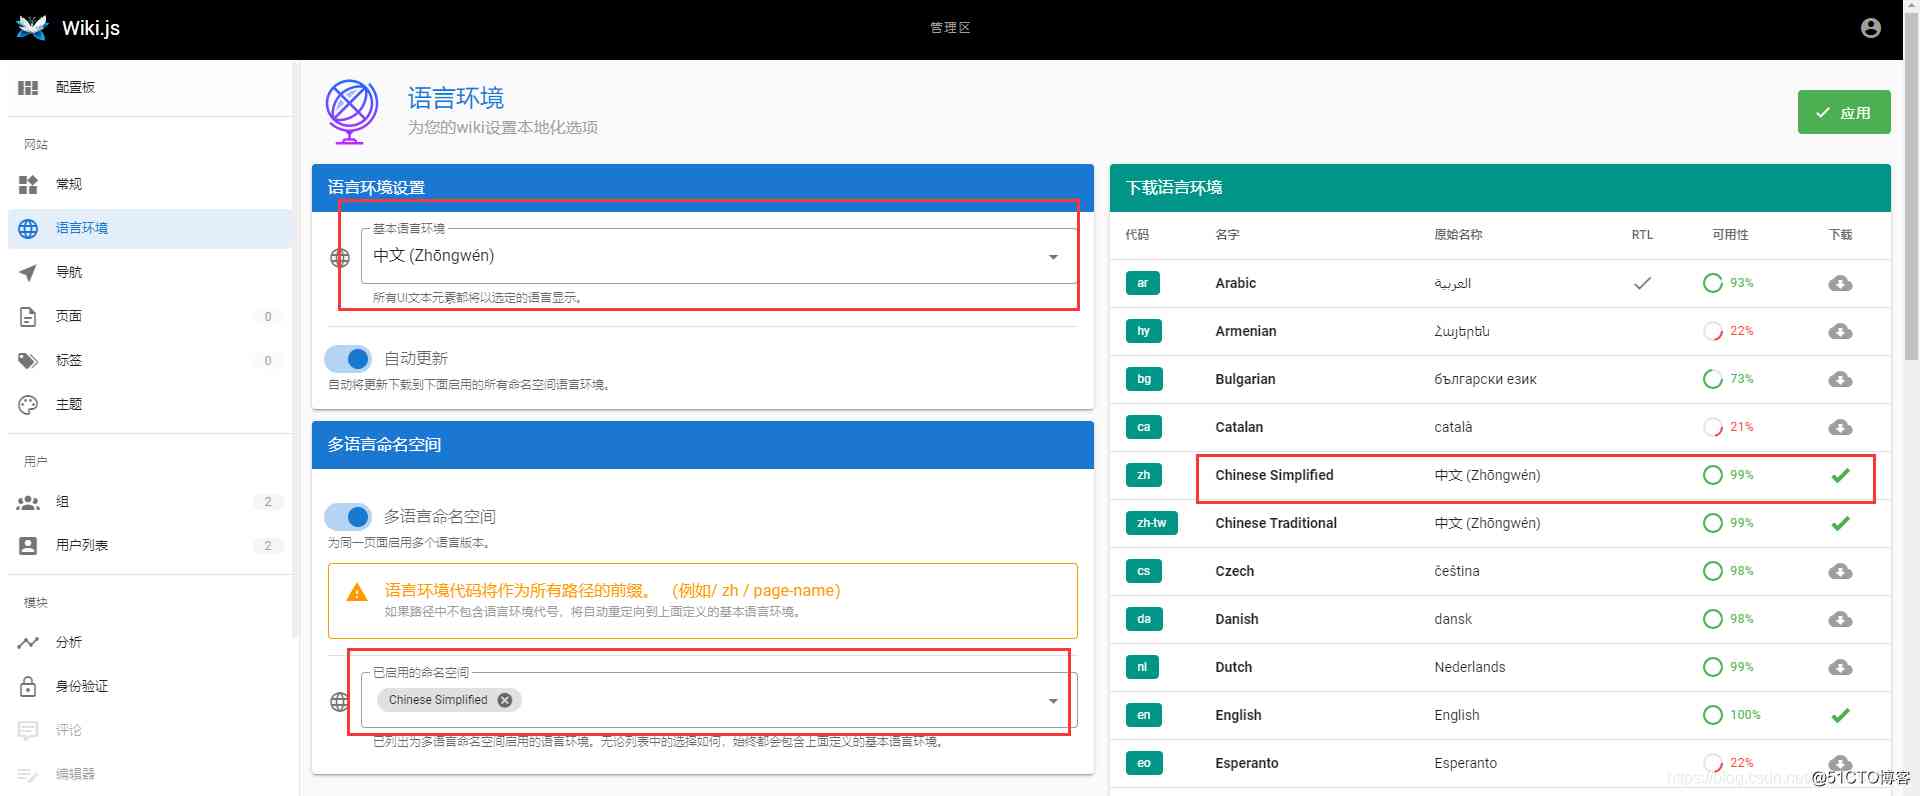 Wiki.js
管理区
配置板
网站
常规
语言环境
导航
页面 0
标签 0
主题
用户
组 2
用户列表 2
模块
分析
身份验证
评论
编辑器
语言环境
为您的wiki设置本地化选项
应用
语言环境设置
基本语言环境
中文 (Zhōngwén)
所有UI文本元素都将以选定的语言显示。
自动更新
自动将更新下载到下面启用的所有命名空间语言环境。
多语言命名空间
多语言命名空间
为同一页面启用多个语言版本。
语言环境代码将作为所有路径的前缀。 （例如/ zh / page-name）
如果路径中不包含语言环境代号，将自动重定向到上面定义的基本语言环境。
已启用的命名空间
Chinese Simplified
已列出为多语言命名空间启用的语言环境。无论列表中的选择如何，始终都会包含上面定义的基本语言环境。
下载语言环境
代码 名字 原始名称 RTL 可用性 下载
ar Arabic العربية 93%
hy Armenian Հայերեն 22%
bg Bulgarian български език 73%
ca Catalan català 21%
zh Chinese Simplified 中文 (Zhōngwén) 99%
zh-tw Chinese Traditional 中文 (Zhōngwén) 99%
cs Czech čeština 98%
da Danish dansk 98%
nl Dutch Nederlands 99%
en English English 100%
eo Esperanto Esperanto 22%
https://blog.csdn.net
@51CTO博客